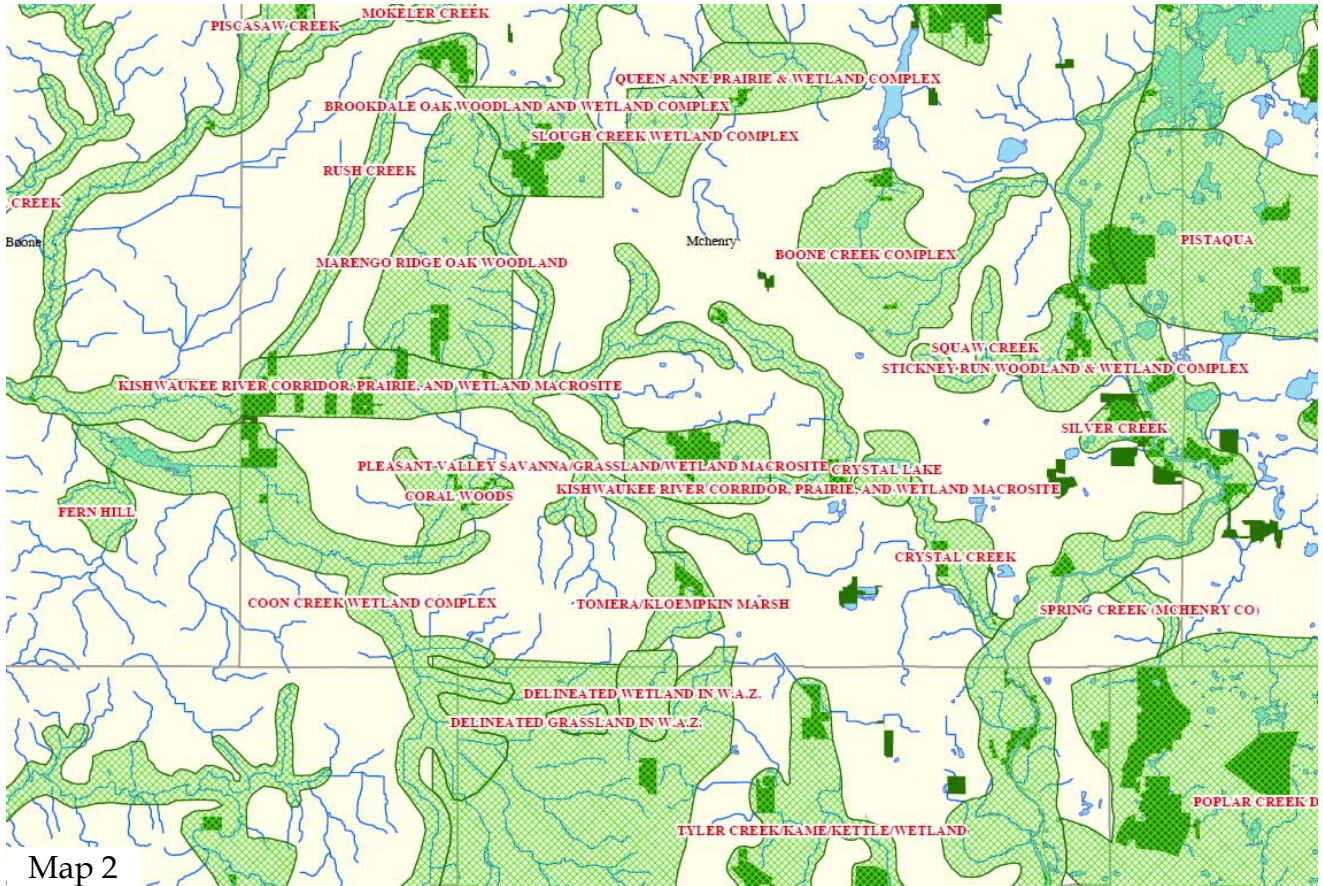 MOKELER CREEK
PISCASAW CREEK
QUEEN ANNE PRAIRIE & WETLAND COMPLEX
BROOKDALE OAK WOODLAND AND WETLAND COMPLEX
SLOUGH CREEK WETLAND COMPLEX
RUSH CREEK
CREEK
Boone
Mchenry
PISTAQUA
BOONE CREEK COMPLEX
MARENGO RIDGE OAK WOODLAND
SQUAW CREEK
STICKNEY RUN WOODLAND & WETLAND COMPLEX
KISHWAUKEE RIVER CORRIDOR, PRAIRIE, AND WETLAND MACROSITE
SILVER CREEK
PLEASANT VALLEY SAVANNA/GRASSLAND/WETLAND MACROSITE
CRYSTAL LAKE
KISHWAUKEE RIVER CORRIDOR, PRAIRIE, AND WETLAND MACROSITE
CORAL WOODS
FERN HILL
CRYSTAL CREEK
COON CREEK WETLAND COMPLEX
TOMERA/KLOEMPKIN MARSH
SPRING CREEK (MCHENRY CO)
DELINEATED WETLAND IN W.A.Z.
DELINEATED GRASSLAND IN W.A.Z.
POPLAR CREEK D
TYLER CREEK/KAME/KETTLE/WETLAND
Map 2